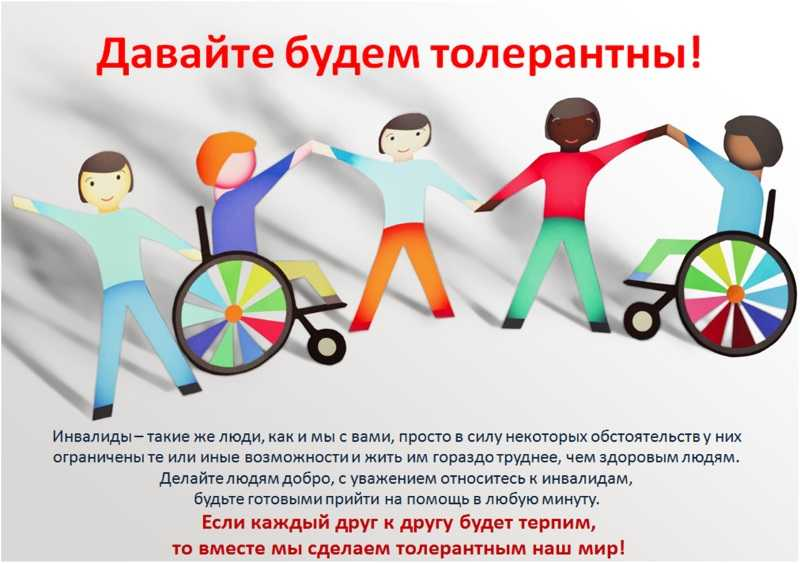 Давайте будем толерантны!
Инвалиды – такие же люди, как и мы с вами, просто в силу некоторых обстоятельств у них
ограничены те или иные возможности и жить им гораздо труднее, чем здоровым людям.
Делайте людям добро, с уважением относитесь к инвалидам,
будьте готовыми прийти на помощь в любую минуту.
Если каждый друг к другу будет терпим,
то вместе мы сделаем толерантным наш мир!